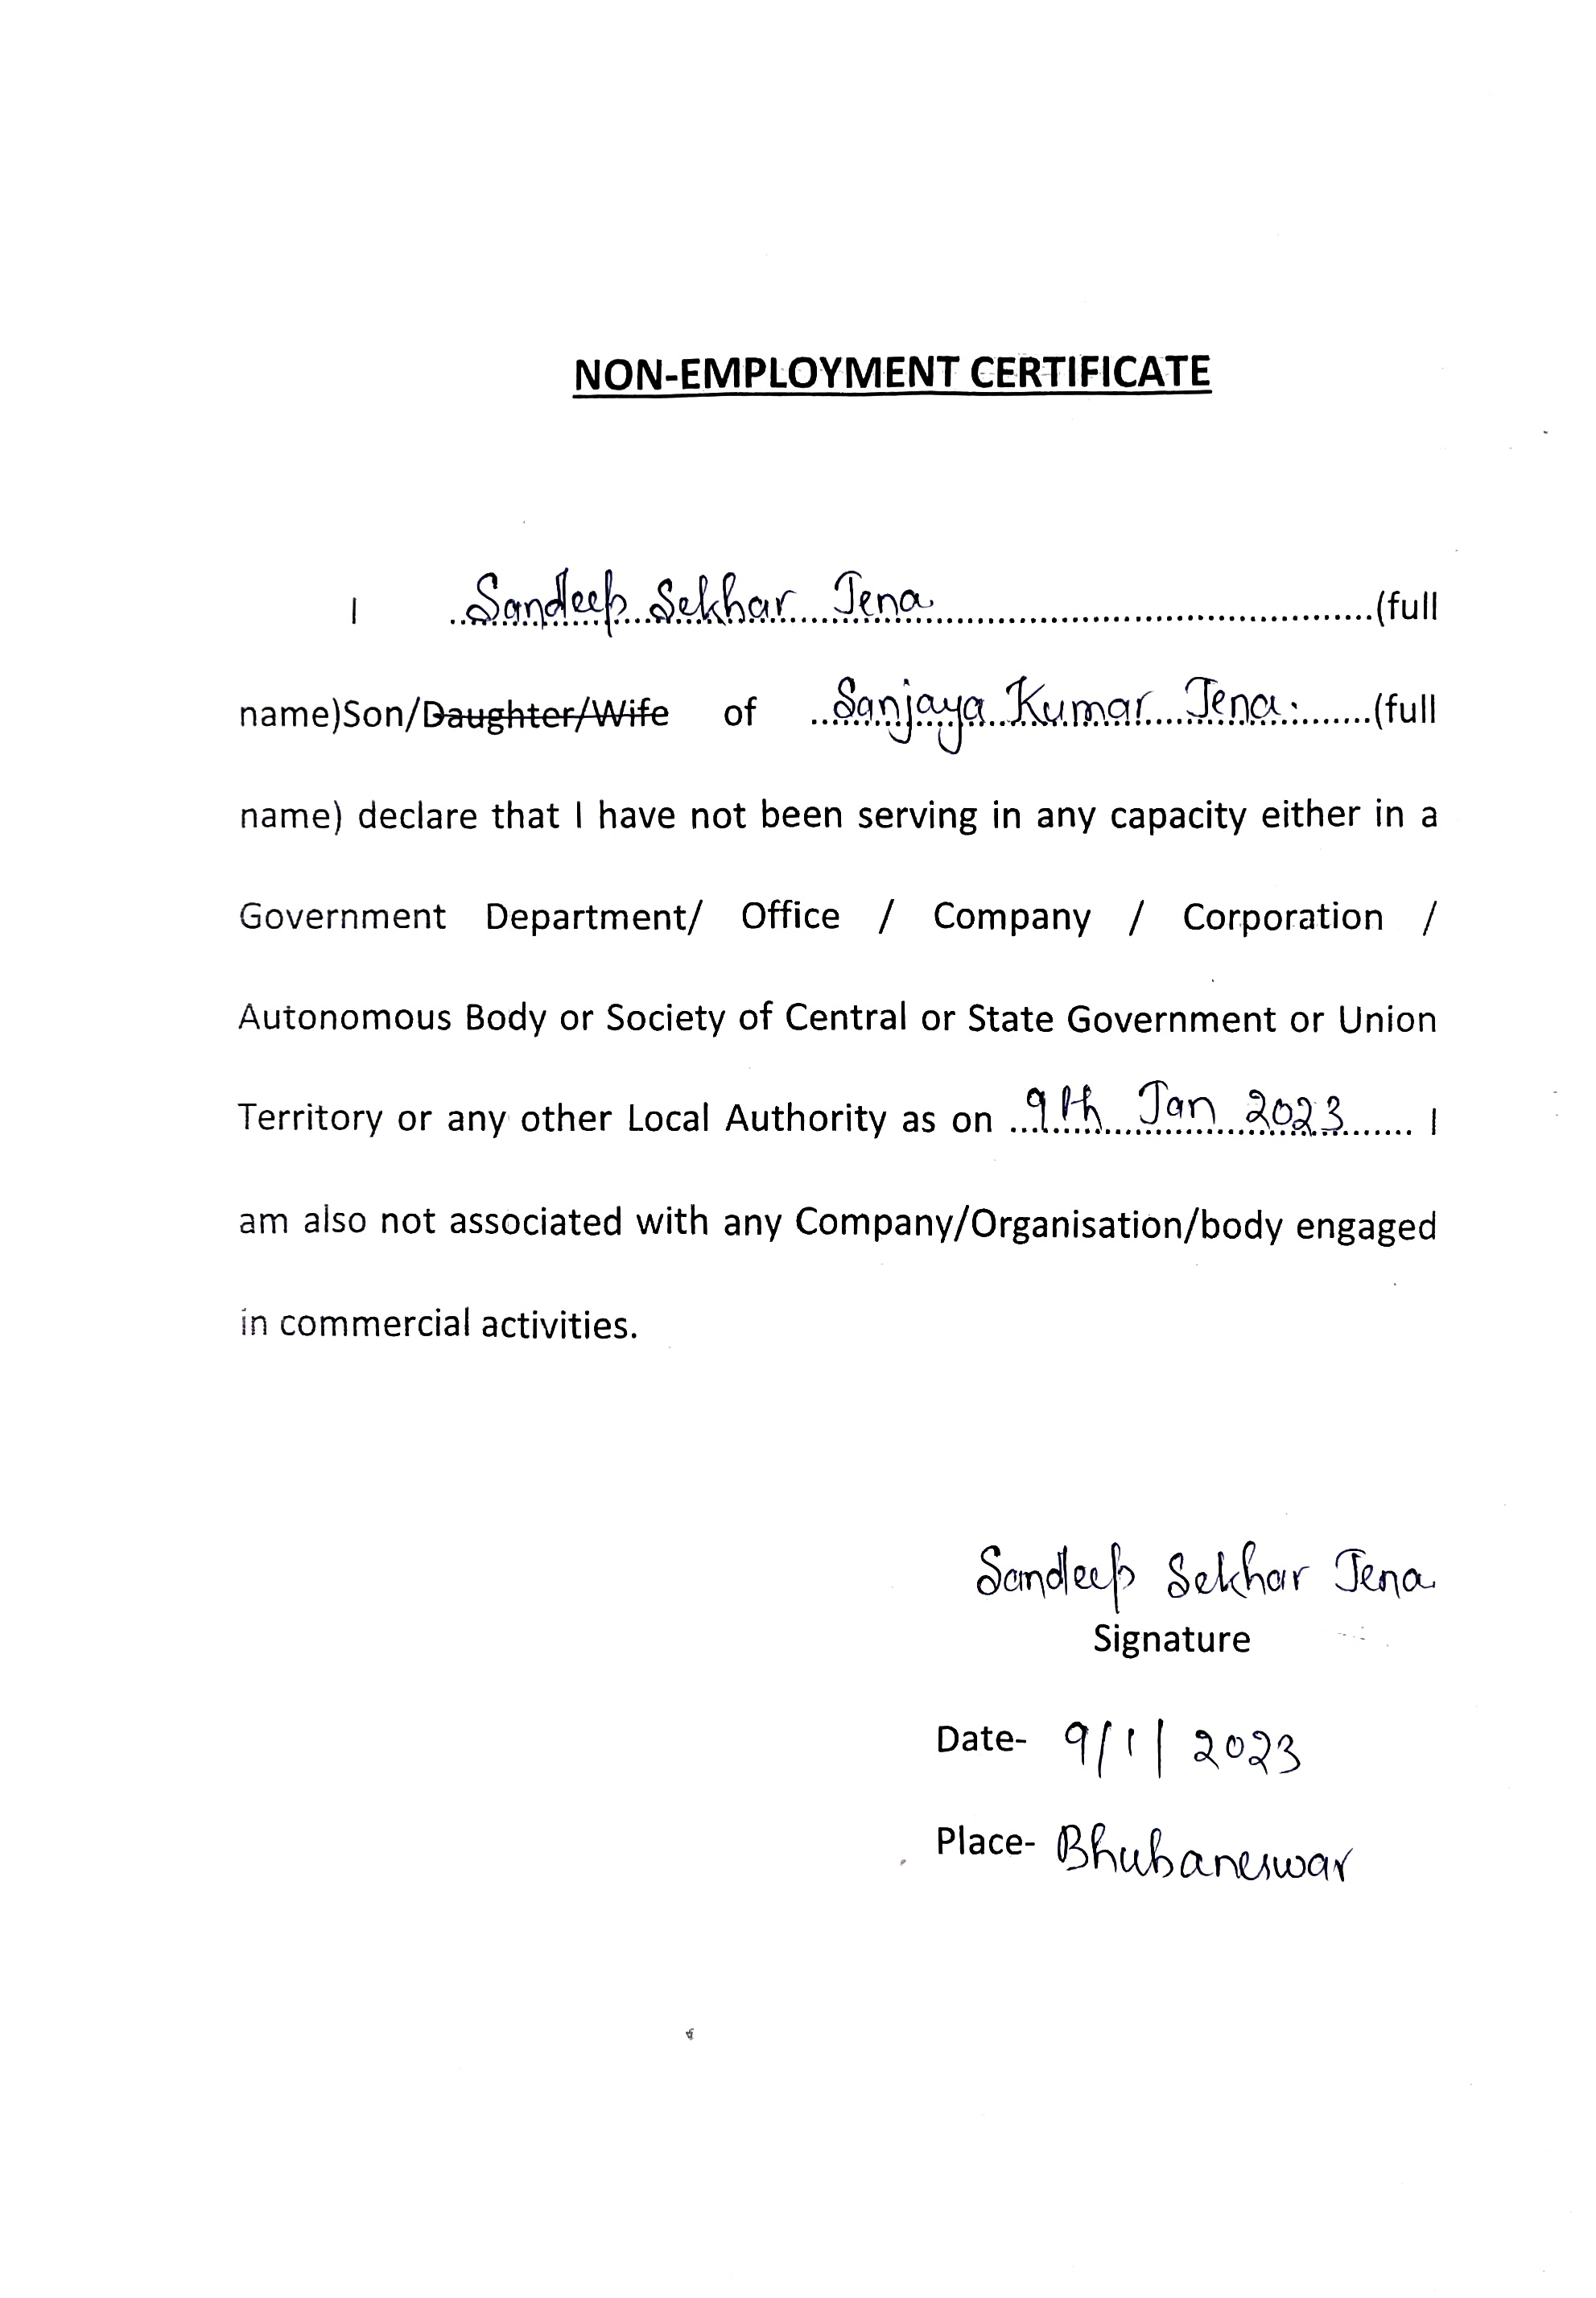 NON-EMPLOYMENT CERTIFICATE
I ..Sandeep Sekhar Jena..........................................(full
name)Son/Daughter/Wife of ..Sanjaya Kumar Jena.........(full
name) declare that I have not been serving in any capacity either in a
Government Department/ Office / Company / Corporation /
Autonomous Body or Society of Central or State Government or Union
Territory or any other Local Authority as on ...9th Jan 2023....... I
am also not associated with any Company/Organisation/body engaged
in commercial activities.
Sandeep Sekhar Jena
Signature
Date- 9/1/2023
Place- Bhubaneswar